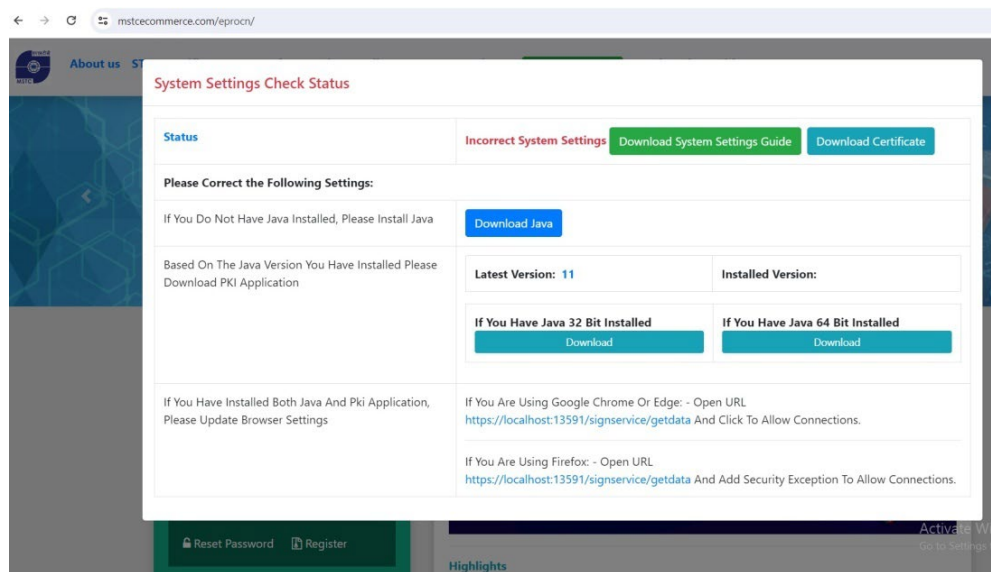 mstcecommerce.com/eprocn/
mstc
MSTC
About us
System Settings Check Status
Status
Incorrect System Settings
Download System Settings Guide
Download Certificate
Please Correct the Following Settings:
If You Do Not Have Java Installed, Please Install Java
Download Java
Based On The Java Version You Have Installed Please
Download PKI Application
Latest Version: 11
Installed Version:
If You Have Java 32 Bit Installed
Download
If You Have Java 64 Bit Installed
Download
If You Have Installed Both Java And Pki Application,
Please Update Browser Settings
If You Are Using Google Chrome Or Edge: - Open URL
https://localhost:13591/signservice/getdata And Click To Allow Connections.
If You Are Using Firefox: - Open URL
https://localhost:13591/signservice/getdata And Add Security Exception To Allow Connections.
Reset Password
Register
Activate
Go to Settings
Highlights